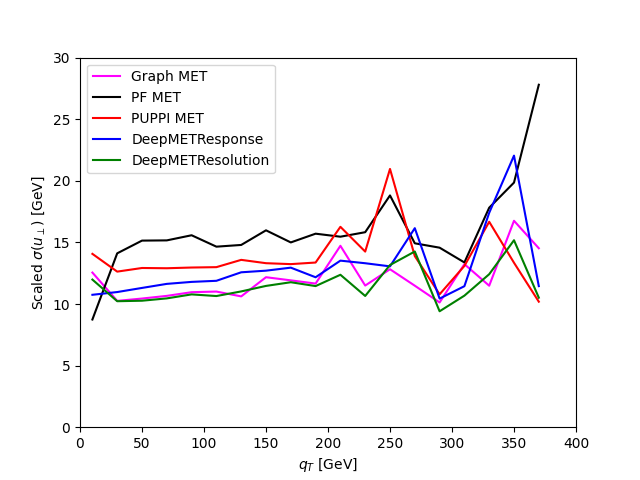 30
25
20
15
10
5
0
Scaled σ(u⊥) [GeV]
Graph MET
PF MET
PUPPI MET
DeepMETResponse
DeepMETResolution
0 50 100 150 200 250 300 350 400
qT [GeV]